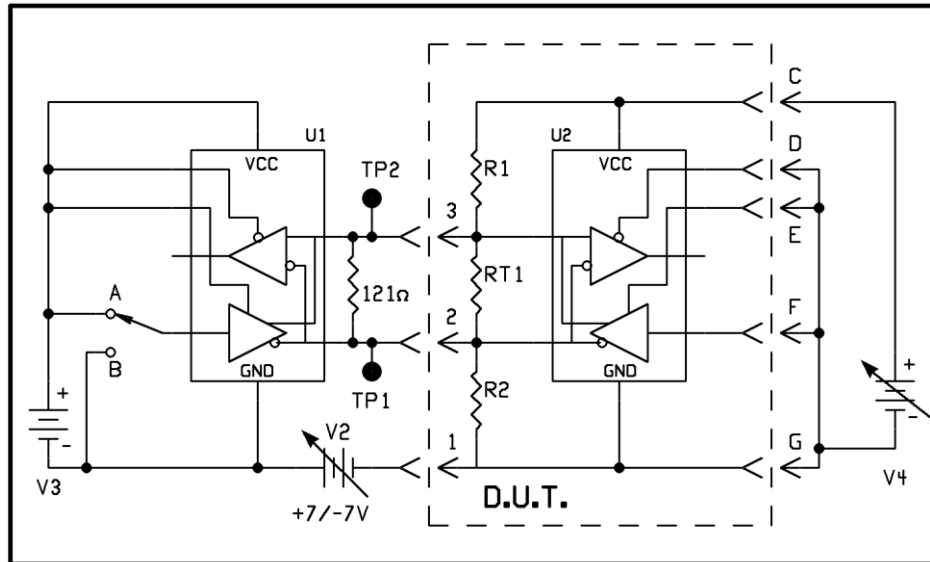 C
U1
U2
VCC
VCC
D
TP2
R1
3
E
A
121Ω
RT1
2
F
B
GND
TP1
GND
R2
+
-
+
-
V2
1
G
V3
+7/-7V
D.U.T.
V4